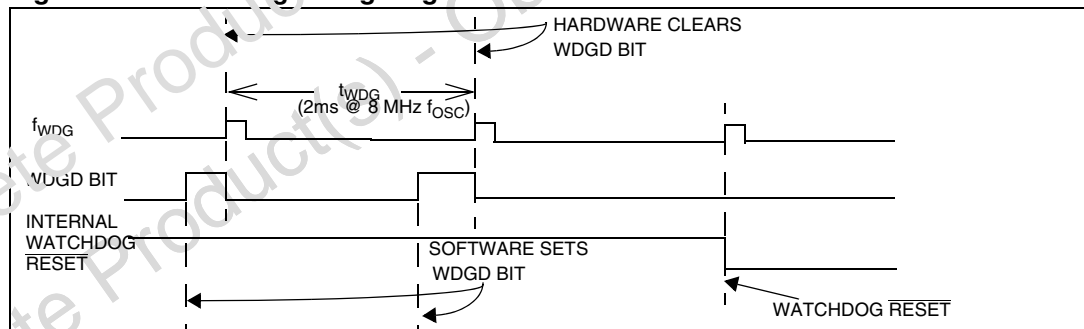 HARDWARE CLEARS
WDGD BIT
tWDG
(2ms @ 8 MHz fOSC)
fWDG
WDGD BIT
INTERNAL
WATCHDOG
RESET
SOFTWARE SETS
WDGD BIT
WATCHDOG RESET
Product(s) - O